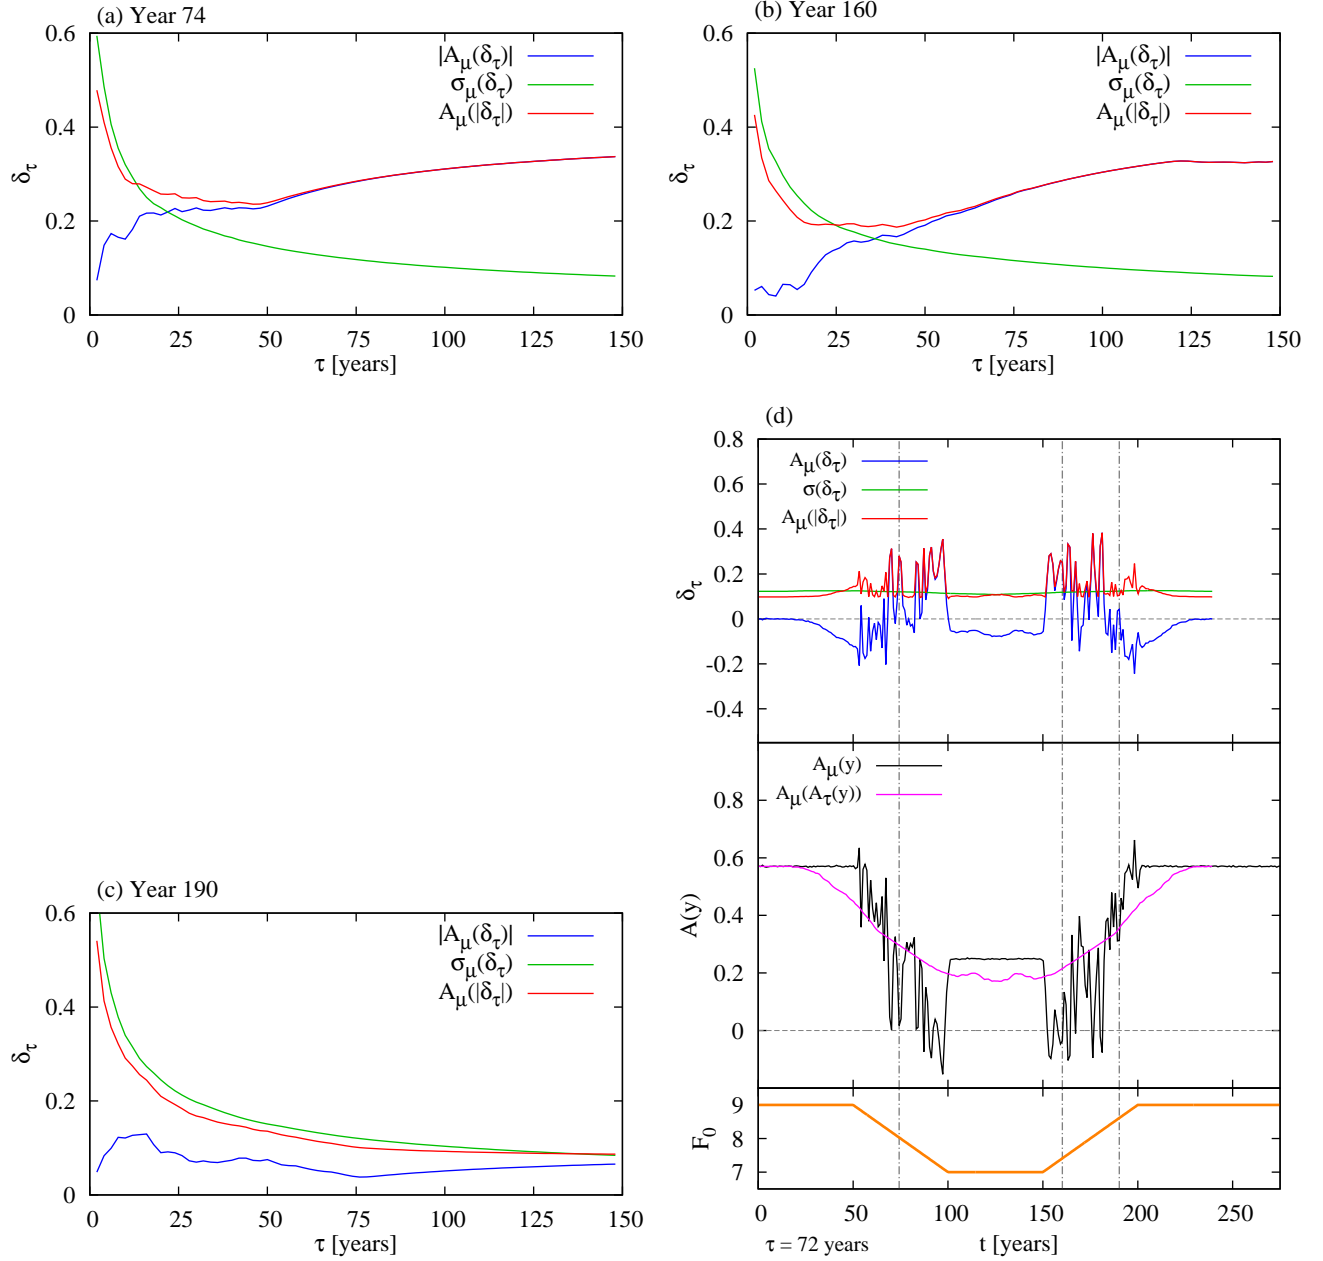 (a) Year 74
0.6
0.4
0.2
0
δτ
|Aμ(δτ)|
σμ(δτ)
Aμ(|δτ|)
0 25 50 75 100 125 150
τ [years]
(b) Year 160
0.6
0.4
0.2
0
δτ
|Aμ(δτ)|
σμ(δτ)
Aμ(|δτ|)
0 25 50 75 100 125 150
τ [years]
(c) Year 190
0.6
0.4
0.2
0
δτ
|Aμ(δτ)|
σμ(δτ)
Aμ(|δτ|)
0 25 50 75 100 125 150
τ [years]
(d)
0.8
0.6
0.4
0.2
0
-0.2
-0.4
δτ
Aμ(δτ)
σ(δτ)
Aμ(|δτ|)
0.8
0.6
0.4
0.2
0
A(y)
Aμ(y)
Aμ(Aτ(y))
9
8
7
F0
0 50 100 150 200 250
τ = 72 years
t [years]